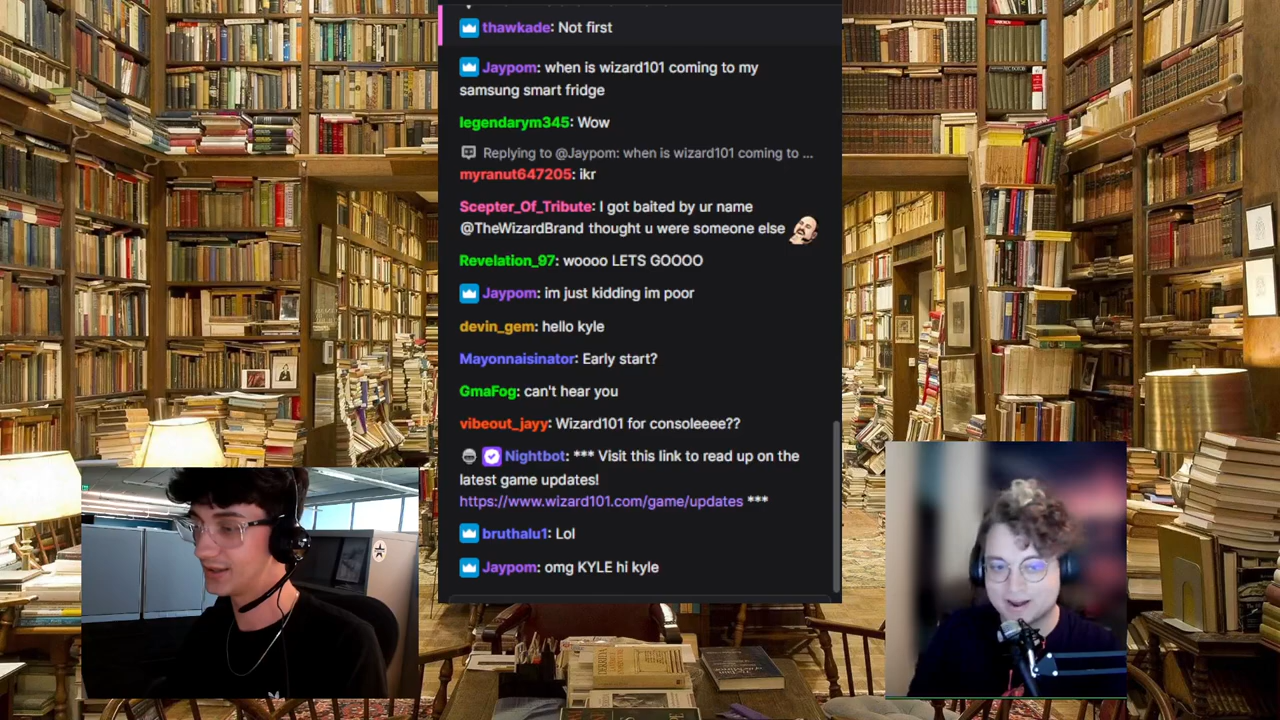 thawkade: Not first
Jaypom: when is wizard101 coming to my
samsung smart fridge
legendarym345: Wow
Replying to @Jaypom: when is wizard101 coming to ...
myranut647205: ikr
Scepter_Of_Tribute: I got baited by ur name
@TheWizardBrand thought u were someone else
Revelation_97: woooo LETS GOOOO
Jaypom: im just kidding im poor
devin_gem: hello kyle
Mayonnaisinator: Early start?
GmaFog: can't hear you
vibeout_jayy: Wizard101 for consoleeee??
Nightbot: *** Visit this link to read up on the
latest game updates!
https://www.wizard101.com/game/updates ***
bruthalu1: Lol
Jaypom: omg KYLE hi kyle